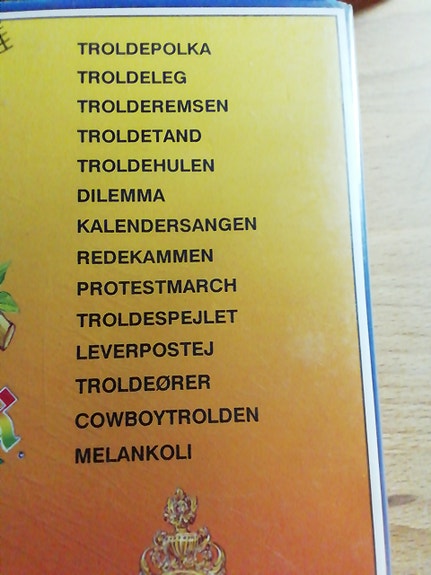 TROLDEPOLKA
TROLDELEG
TROLDEREMSEN
TROLDETAND
TROLDEHULEN
DILEMMA
KALENDERSANGEN
REDEKAMMEN
PROTESTMARCH
TROLDESPEJLET
LEVERPOSTEJ
TROLDEØRER
COWBOYTROLDEN
MELANKOLI